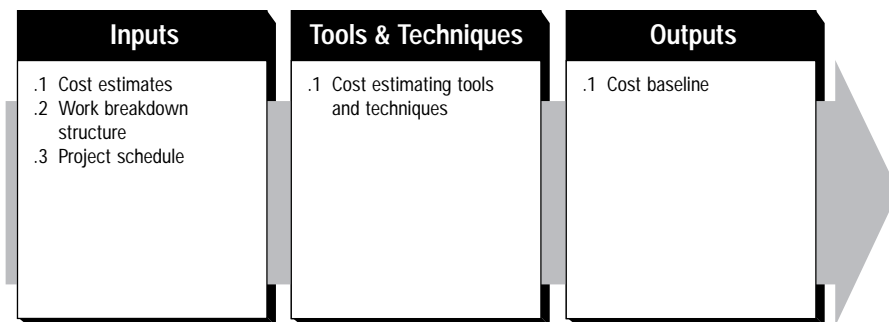 Inputs
.1 Cost estimates
.2 Work breakdown
structure
.3 Project schedule
Tools & Techniques
.1 Cost estimating tools
and techniques
Outputs
.1 Cost baseline